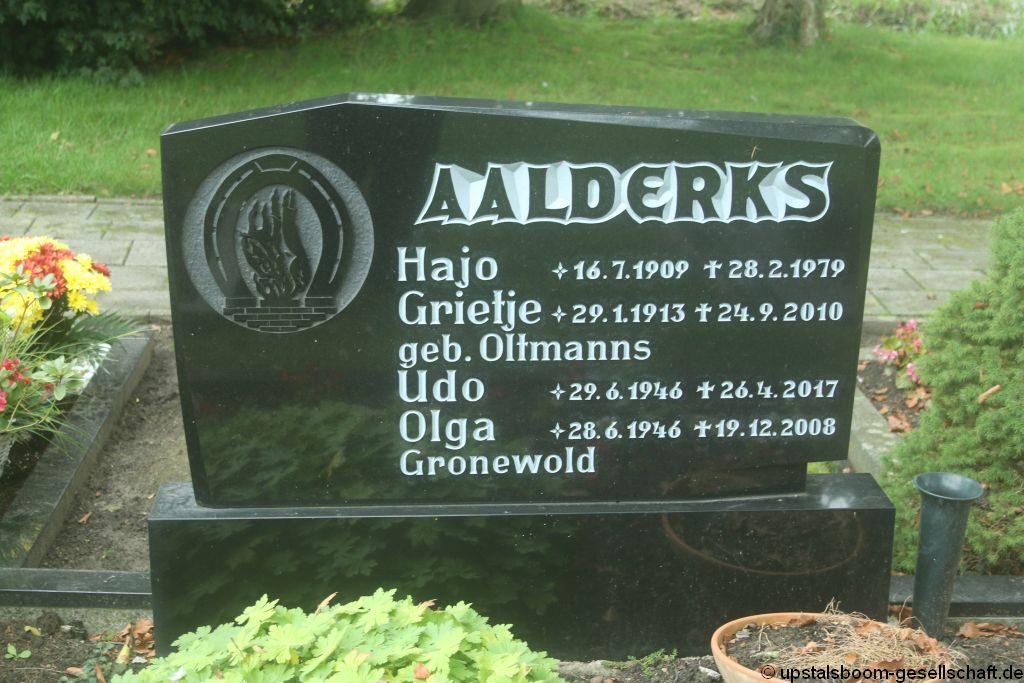 AALDERKS
Hajo ✧ 16.7.1909 ✝ 28.2.1979
Grietje ✧ 29.1.1913 ✝ 24.9.2010
geb. Oltmanns
Udo ✧ 29.6.1946 ✝ 26.4.2017
Olga ✧ 28.6.1946 ✝ 19.12.2008
Gronewold
© upstalsboom-gesellschaft.de